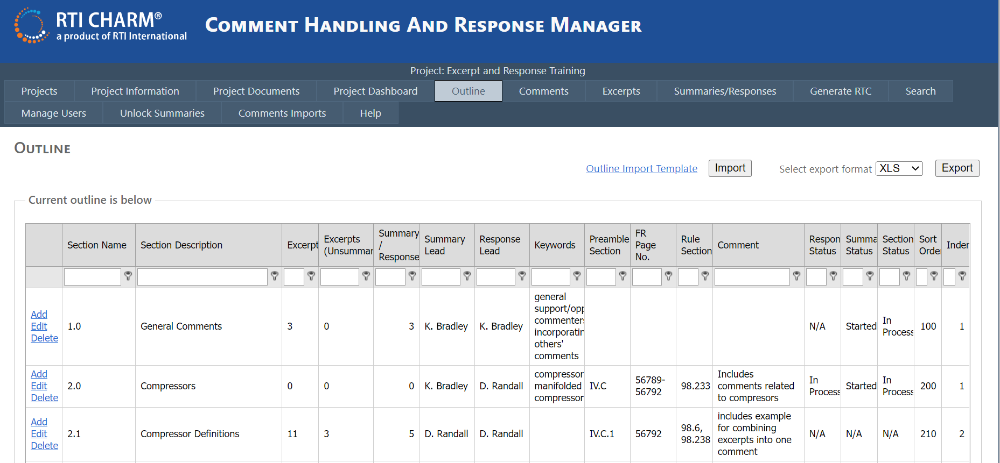 RTI CHARM®
a product of RTI International
COMMENT HANDLING AND RESPONSE MANAGER
Project: Excerpt and Response Training
Projects Project Information Project Documents Project Dashboard Outline Comments Excerpts Summaries/Responses Generate RTC Search
Manage Users Unlock Summaries Comments Imports Help
OUTLINE
Outline Import Template Import Select export format XLS Export
Current outline is below
Section Name
Section Description
Excerpt
Excerpts
(Unsummar
Summary
/
Response
Summary
Lead
Response
Lead
Keywords
Preamble
Section
FR
Page
No.
Rule
Section
Comment
Respon
Status
Summa
Status
Section
Status
Sort
Orde
Inder
Add
Edit
Delete
1.0
General Comments
3
0
3
K. Bradley
K. Bradley
general
support/opp
commenters
incorporatin
others'
comments
N/A
Started
In
Process
100
1
Add
Edit
Delete
2.0
Compressors
0
0
0
K. Bradley
D. Randall
compressor
manifolded
compressor
IV.C
56789-
56792
98.233
Includes
comments related
to compresors
In
Process
Started
In
Process
200
1
Add
Edit
Delete
2.1
Compressor Definitions
11
3
5
D. Randall
D. Randall
IV.C.1
56792
98.6,
98.238
includes example
for combining
excerpts into one
comment
N/A
N/A
N/A
210
2